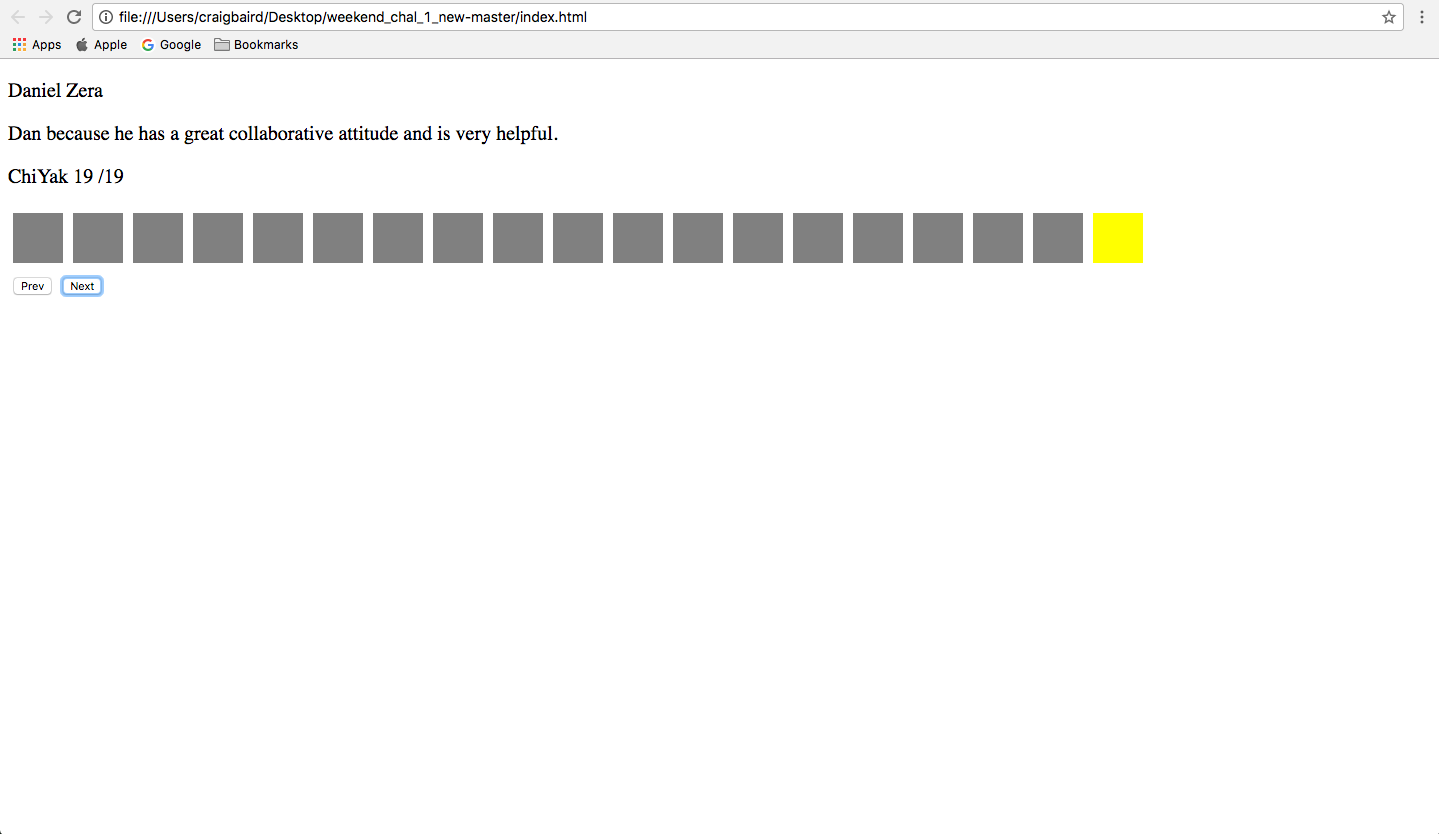 file:///Users/craigbaird/Desktop/weekend_chal_1_new-master/index.html
Apps Apple Google Bookmarks
Daniel Zera
Dan because he has a great collaborative attitude and is very helpful.
ChiYak 19 /19
Prev Next